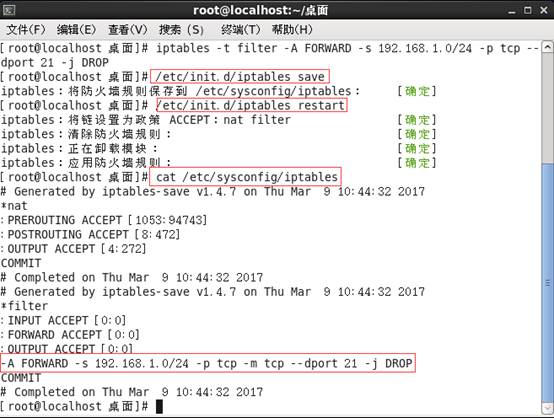 root@localhost:~/桌面
文件(F) 编辑(E) 查看(V) 搜索 (S) 终端(T) 帮助(H)
[root@localhost 桌面]# iptables -t filter -A FORWARD -s 192.168.1.0/24 -p tcp --
dport 21 -j DROP
[root@localhost 桌面]# /etc/init.d/iptables save
iptables：将防火墙规则保存到 /etc/sysconfig/iptables： [确定]
[root@localhost 桌面]# /etc/init.d/iptables restart
iptables：将链设置为政策 ACCEPT：nat filter [确定]
iptables：清除防火墙规则： [确定]
iptables：正在卸载模块： [确定]
iptables：应用防火墙规则： [确定]
[root@localhost 桌面]# cat /etc/sysconfig/iptables
# Generated by iptables-save v1.4.7 on Thu Mar  9 10:44:32 2017
*nat
:PREROUTING ACCEPT [1053:94743]
:POSTROUTING ACCEPT [8:472]
:OUTPUT ACCEPT [4:272]
COMMIT
# Completed on Thu Mar  9 10:44:32 2017
# Generated by iptables-save v1.4.7 on Thu Mar  9 10:44:32 2017
*filter
:INPUT ACCEPT [0:0]
:FORWARD ACCEPT [0:0]
:OUTPUT ACCEPT [0:0]
-A FORWARD -s 192.168.1.0/24 -p tcp -m tcp --dport 21 -j DROP
COMMIT
# Completed on Thu Mar  9 10:44:32 2017
[root@localhost 桌面]#